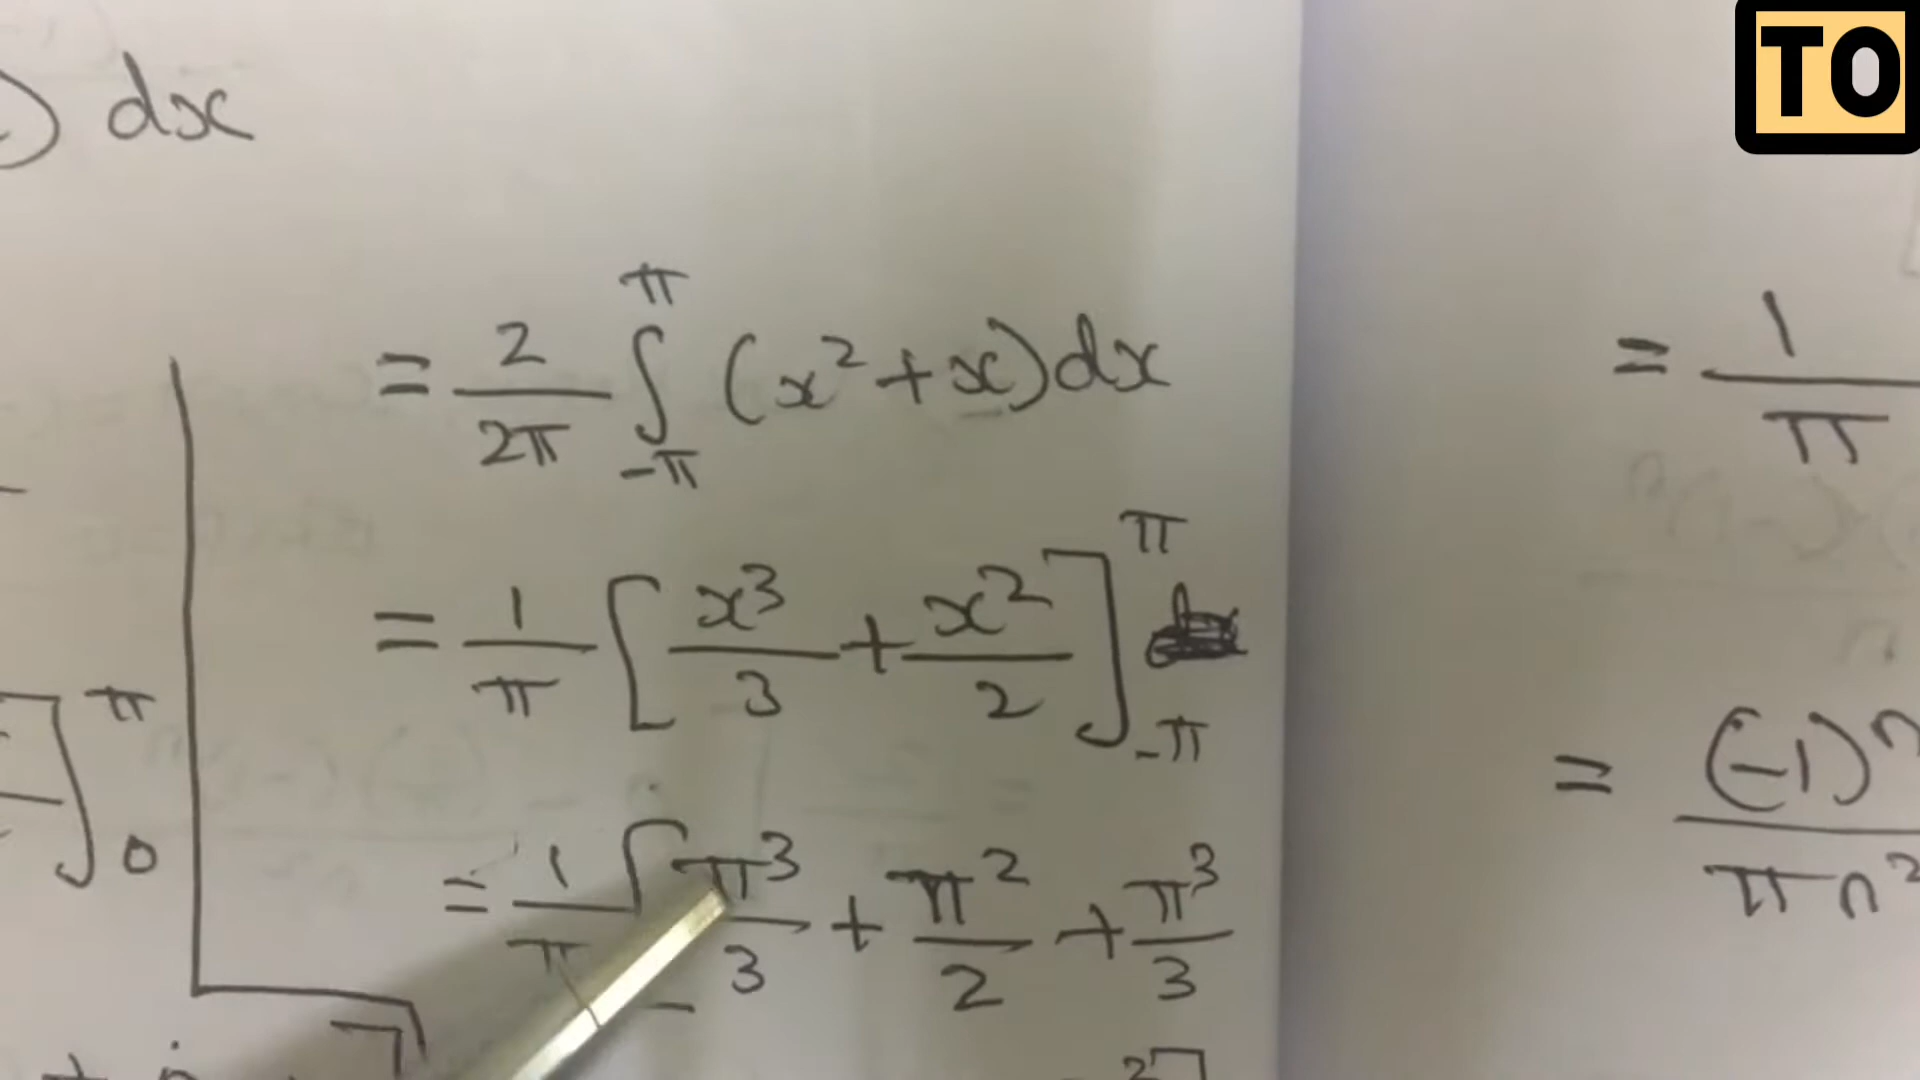 TO
) dx
= 2/2π ∫_{-π}^{π} (x² + x) dx
= 1/π [ x³/3 + x²/2 ]_{-π}^{π}
]_{0}^{π}
= 1/π [ π³/3 + π²/2 + π³/3
= 1/π
= (-1)ⁿ / πn²